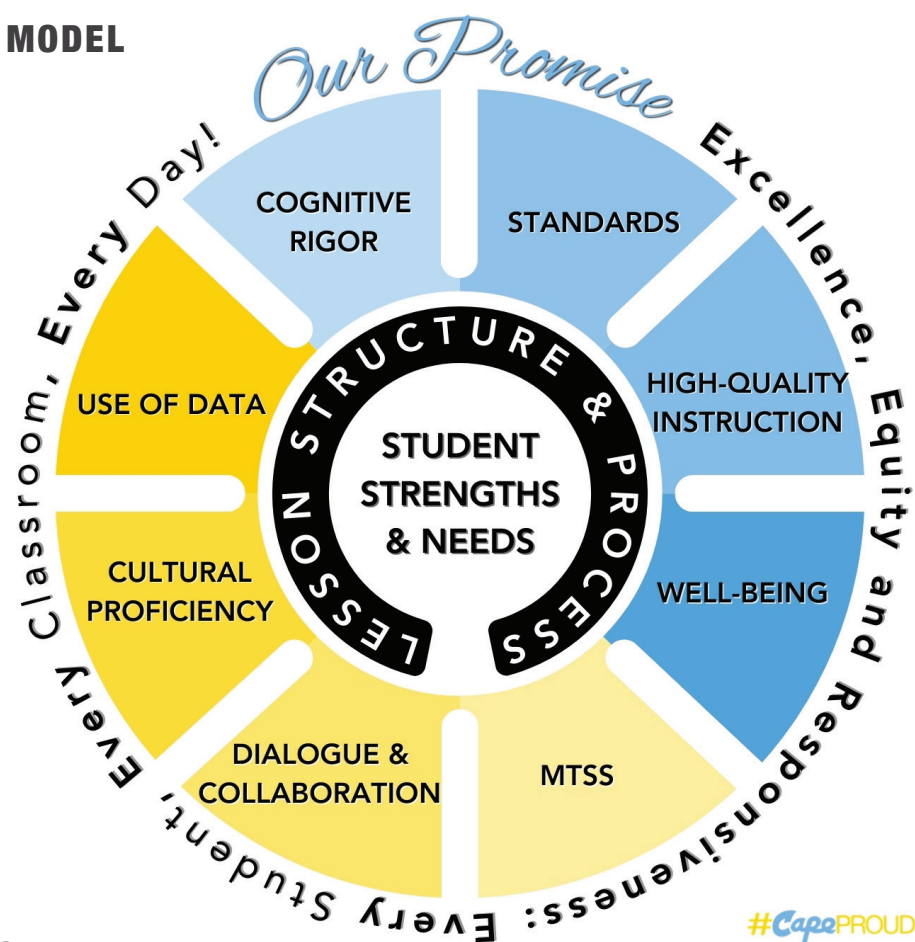 MODEL
Our Promise
Excellence, Equity and Responsiveness: Every Student, Every Classroom, Every Day!
COGNITIVE
RIGOR
STANDARDS
HIGH-QUALITY
INSTRUCTION
WELL-BEING
MTSS
DIALOGUE &
COLLABORATION
CULTURAL
PROFICIENCY
USE OF DATA
LESSON STRUCTURE & PROCESS
STUDENT
STRENGTHS
& NEEDS
#CapePROUD